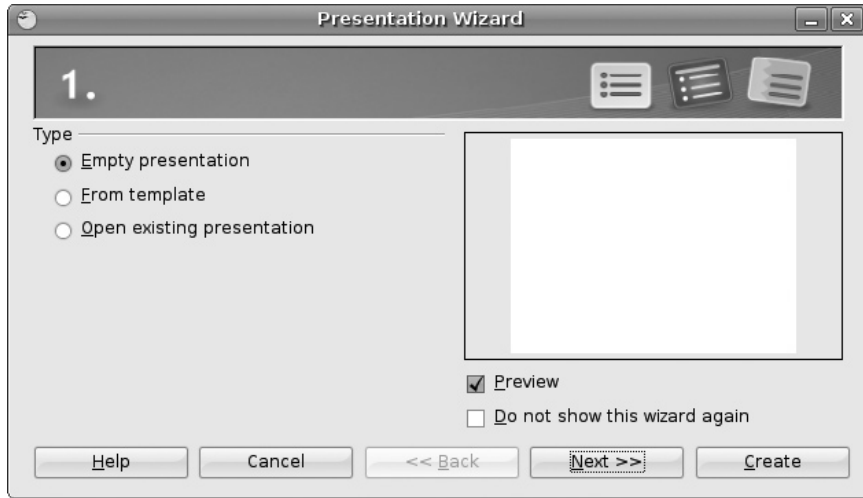 Presentation Wizard
1.
Type
Empty presentation
From template
Open existing presentation
Preview
Do not show this wizard again
Help Cancel << Back Next >> Create